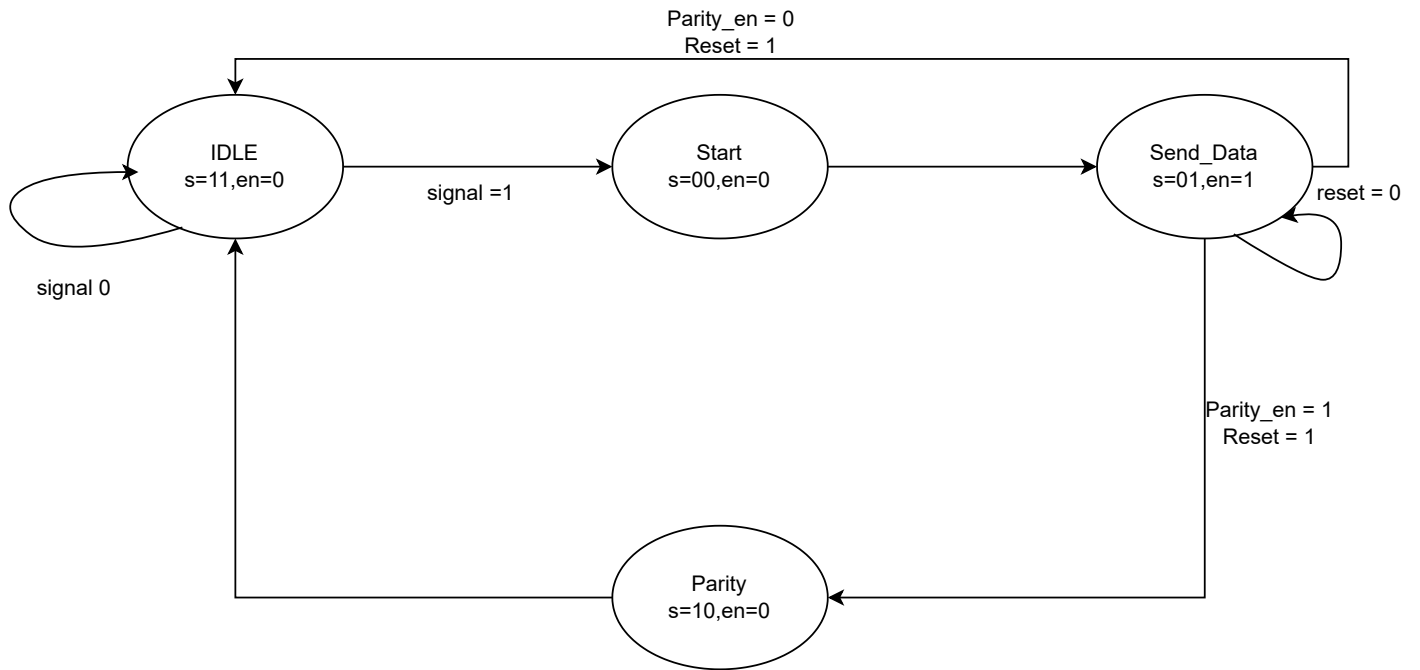 Parity_en = 0
Reset = 1
IDLE
s=11,en=0
Start
s=00,en=0
Send_Data
s=01,en=1
signal =1
reset = 0
signal 0
Parity_en = 1
Reset = 1
Parity
s=10,en=0